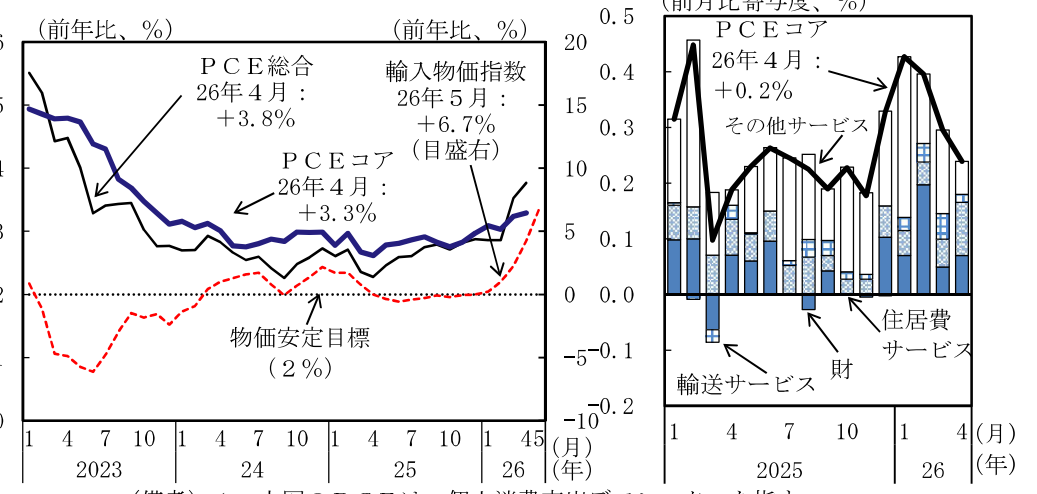 （前年比、％）
（前年比、％）
ＰＣＥ総合
26年４月：
＋3.8％
輸入物価指数
26年５月：
＋6.7％
（目盛右）
ＰＣＥコア
26年４月：
＋3.3％
物価安定目標
（２％）
20
15
10
5
0
-5
-10
1 4 7 10 1 4 7 10 1 4 7 10 1 4 5 （月）
2023 24 25 26 （年）
（前月比寄与度、％）
0.5
0.4
0.3
0.2
0.1
0.0
-0.1
-0.2
ＰＣＥコア
26年４月：
＋0.2％
その他サービス
住居費
サービス
財
輸送サービス
1 4 7 10 1 4 （月）
2025 26 （年）